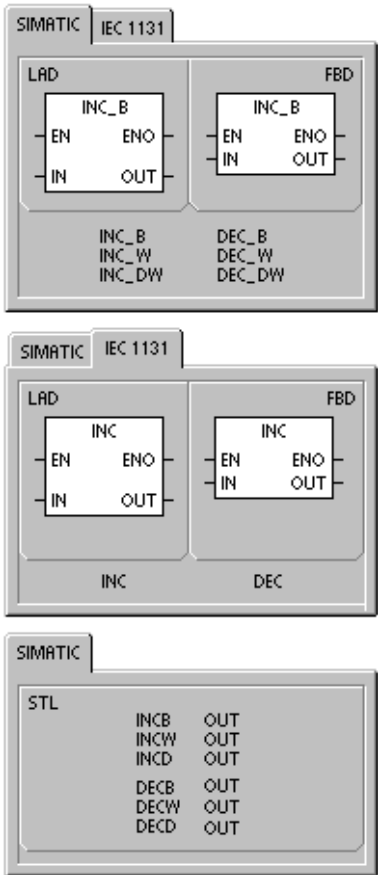 SIMATIC IEC 1131
LAD FBD
INC_B INC_B
EN ENO EN ENO
IN OUT IN OUT
INC_B DEC_B
INC_W DEC_W
INC_DW DEC_DW
SIMATIC IEC 1131
LAD FBD
INC INC
EN ENO EN ENO
IN OUT IN OUT
INC DEC
SIMATIC
STL
INCB OUT
INCW OUT
INCD OUT
DECB OUT
DECW OUT
DECD OUT